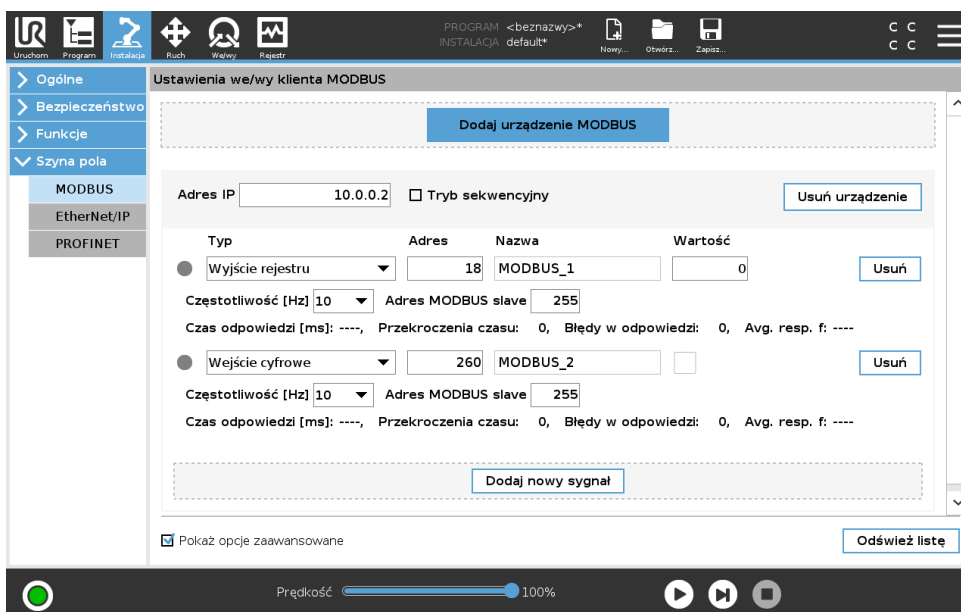 PROGRAM <beznazwy>*
INSTALACJA default*
C C
C C
Uruchom Program Instalacja Ruch We/wy Rejestr Nowy... Otwórz... Zapisz...
Ogólne
Ustawienia we/wy klienta MODBUS
Bezpieczeństwo
Dodaj urządzenie MODBUS
Funkcje
Szyna pola
MODBUS
EtherNet/IP
PROFINET
Adres IP 10.0.0.2 Tryb sekwencyjny Usuń urządzenie
Typ Adres Nazwa Wartość
Wyjście rejestru 18 MODBUS_1 0 Usuń
Częstotliwość [Hz] 10 Adres MODBUS slave 255
Czas odpowiedzi [ms]: ----, Przekroczenia czasu: 0, Błędy w odpowiedzi: 0, Avg. resp. f: ----
Wejście cyfrowe 260 MODBUS_2 Usuń
Częstotliwość [Hz] 10 Adres MODBUS slave 255
Czas odpowiedzi [ms]: ----, Przekroczenia czasu: 0, Błędy w odpowiedzi: 0, Avg. resp. f: ----
Dodaj nowy sygnał
Pokaż opcje zaawansowane Odśwież listę
Prędkość 100%